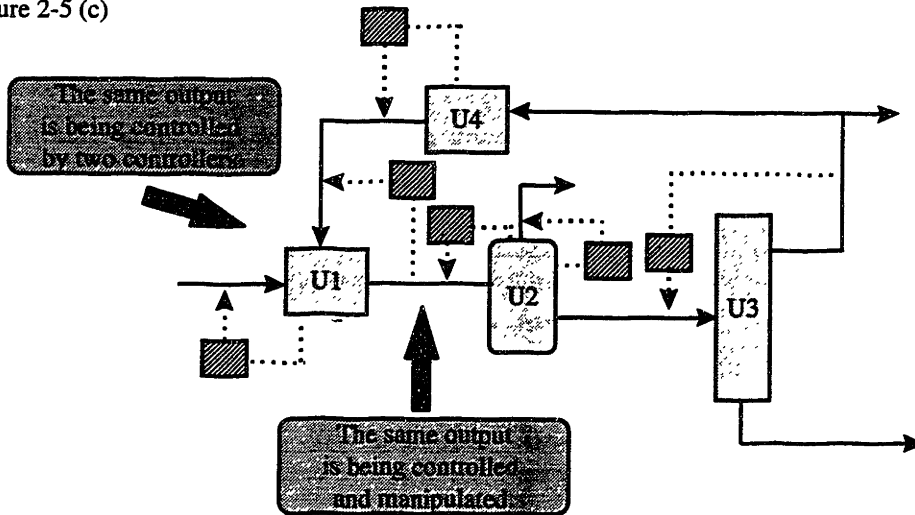 ure 2-5 (c)
The same output
is being controlled
by two controllers
U4
U1
U2
U3
The same output
is being controlled
and manipulated